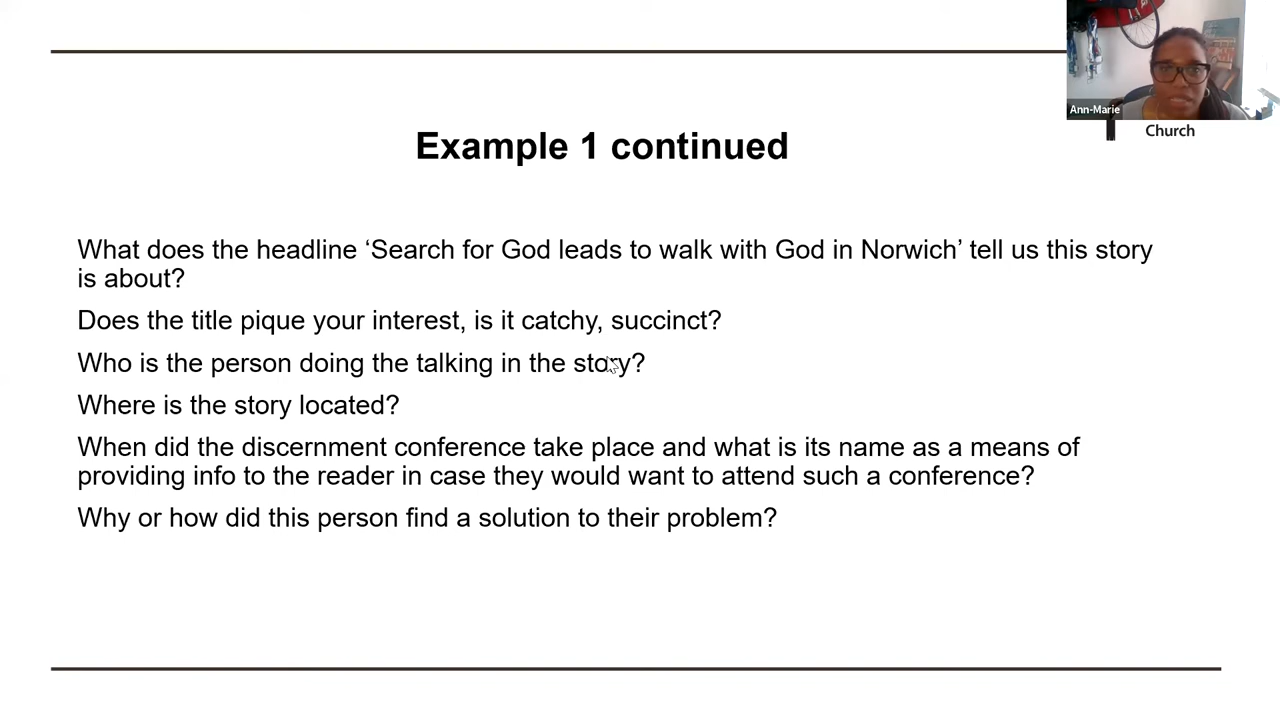 Ann-Marie
Church
Example 1 continued
What does the headline ‘Search for God leads to walk with God in Norwich’ tell us this story
is about?
Does the title pique your interest, is it catchy, succinct?
Who is the person doing the talking in the story?
Where is the story located?
When did the discernment conference take place and what is its name as a means of
providing info to the reader in case they would want to attend such a conference?
Why or how did this person find a solution to their problem?